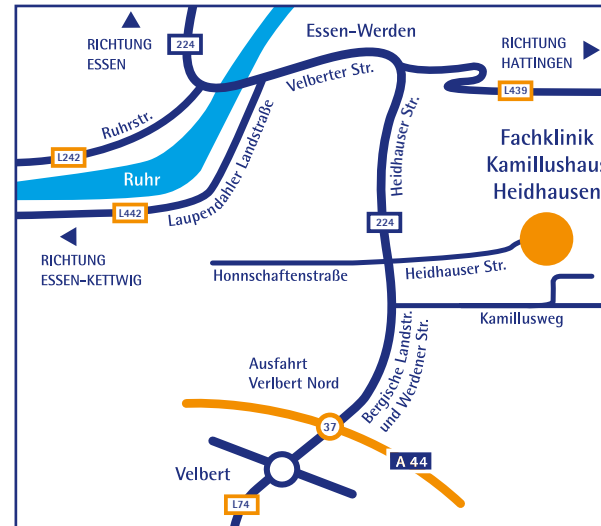 RICHTUNG
ESSEN
224
Essen-Werden
Velberter Str.
RICHTUNG
HATTINGEN
L439
Ruhrstr.
L242
Ruhr
Laupendahler Landstraße
L442
Heidhauser Str.
Fachklinik
Kamillushaus
Heidhausen
224
RICHTUNG
ESSEN-KETTWIG
Honnschaftenstraße
Heidhauser Str.
Kamillusweg
Bergische Landstr.
und Werdener Str.
Ausfahrt
Verlbert Nord
37
A 44
Velbert
L74